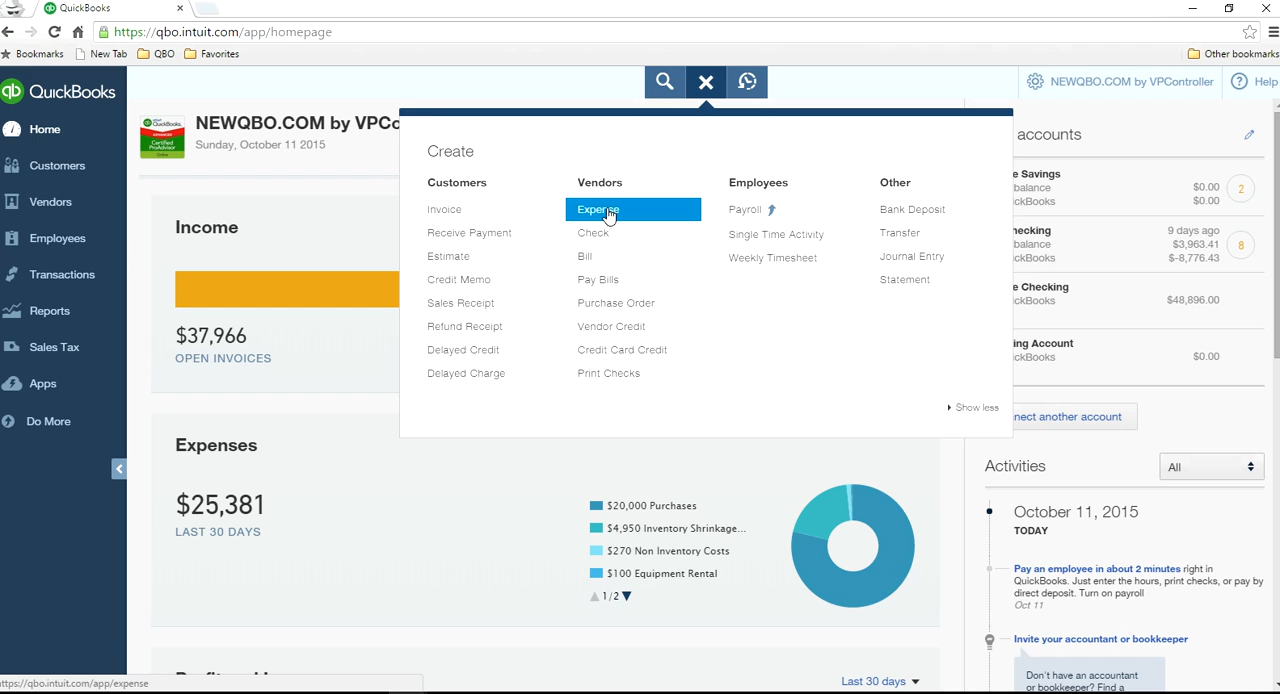 QuickBooks
https://qbo.intuit.com/app/homepage
Bookmarks New Tab QBO Favorites Other bookmarks
qb QuickBooks
NEWQBO.COM by VPController
Help
Home
Customers
Vendors
Employees
Transactions
Reports
Sales Tax
Apps
Do More
QuickBooks
Certified
ProAdvisor
NEWQBO.COM by VPCo
Sunday, October 11 2015
Create
Customers
Invoice
Receive Payment
Estimate
Credit Memo
Sales Receipt
Refund Receipt
Delayed Credit
Delayed Charge
Vendors
Expense
Check
Bill
Pay Bills
Purchase Order
Vendor Credit
Credit Card Credit
Print Checks
Employees
Payroll
Single Time Activity
Weekly Timesheet
Other
Bank Deposit
Transfer
Journal Entry
Statement
Show less
Income
$37,966
OPEN INVOICES
Expenses
$25,381
LAST 30 DAYS
$20,000 Purchases
$4,950 Inventory Shrinkage...
$270 Non Inventory Costs
$100 Equipment Rental
1/2
Last 30 days
accounts
e Savings
balance $0.00
ckBooks $0.00
2
hecking 9 days ago
balance $3,963.41
ckBooks $-8,776.43
8
e Checking
ckBooks $48,896.00
ing Account
ckBooks $0.00
nect another account
Activities
All
October 11, 2015
TODAY
Pay an employee in about 2 minutes right in
QuickBooks. Just enter the hours, print checks, or pay by
direct deposit. Turn on payroll
Oct 11
Invite your accountant or bookkeeper
Don't have an accountant
or bookkeeper? Find a
ttps://qbo.intuit.com/app/expense